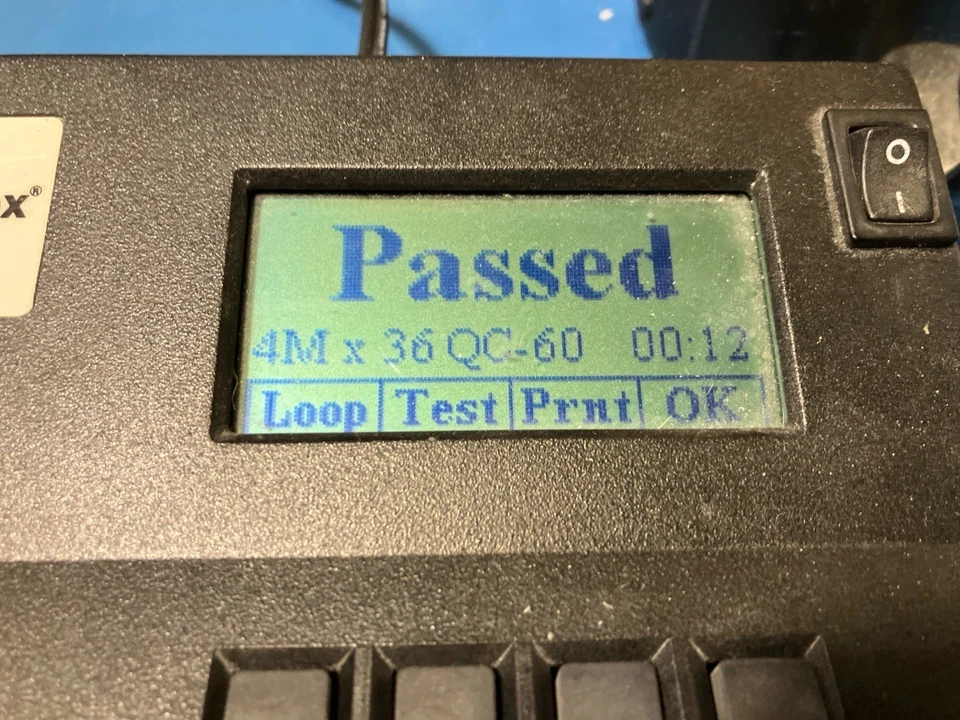 x®
Passed
4M x 36 QC-60 00:12
Loop Test Prnt OK
O
I